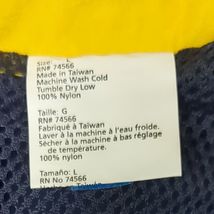 Size: L
RN# 74566
Made in Taiwan
Machine Wash Cold
Tumble Dry Low
100% Nylon
Taille: G
RN# 74566
Fabriqué à Taiwan
Laver à la machine à l'eau froide.
Sécher à la machine à bas réglage
de température.
100% nylon
Tamaño: L
RN No 74566
Taiwan